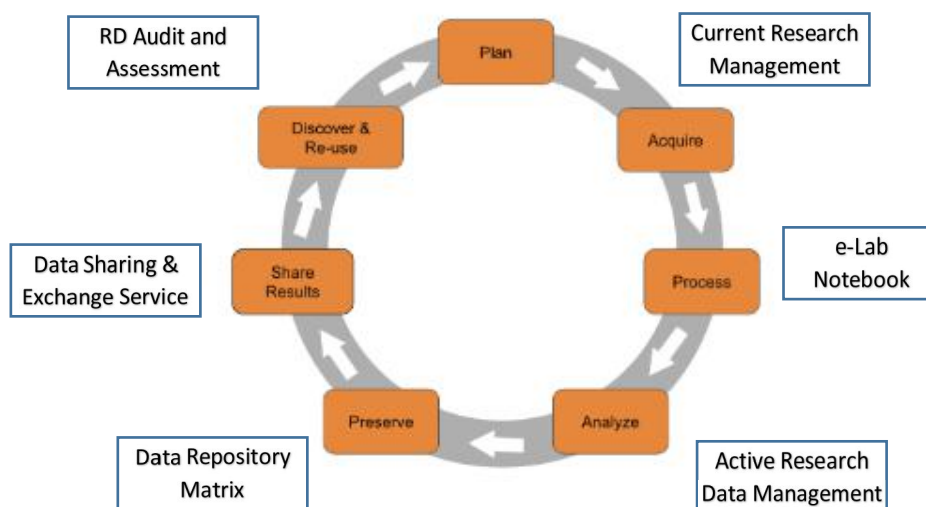 RD Audit and
Assessment
Plan
Current Research
Management
Discover &
Re-use
Acquire
Data Sharing &
Exchange Service
Share
Results
Process
e-Lab
Notebook
Preserve
Analyze
Data Repository
Matrix
Active Research
Data Management